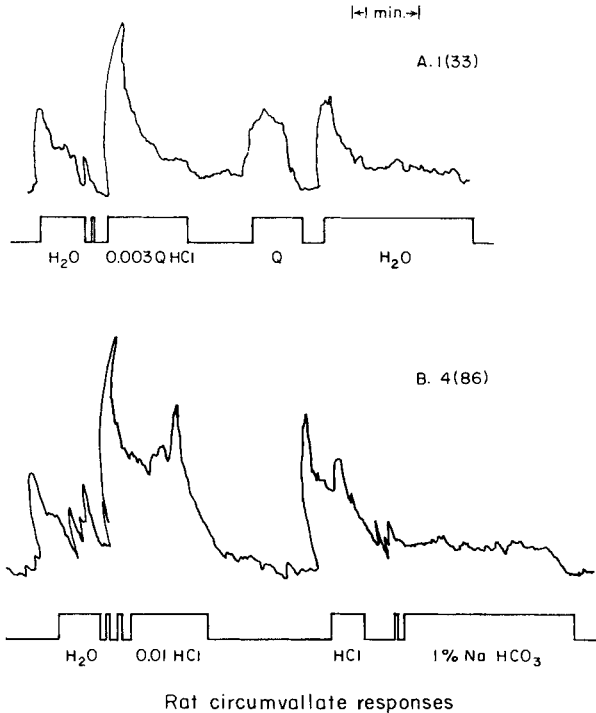 |←1 min.→|
A. 1(33)
H₂O 0.003 Q HCl Q H₂O
B. 4(86)
H₂O 0.01 HCl HCl 1% Na HCO₃
Rat circumvallate responses